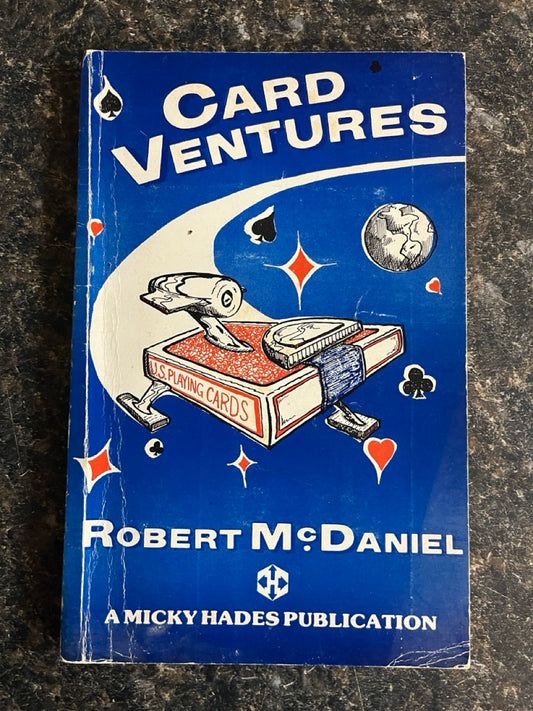 CARD
VENTURES
U.S. PLAYING CARDS
ROBERT McDANIEL
H
A MICKY HADES PUBLICATION